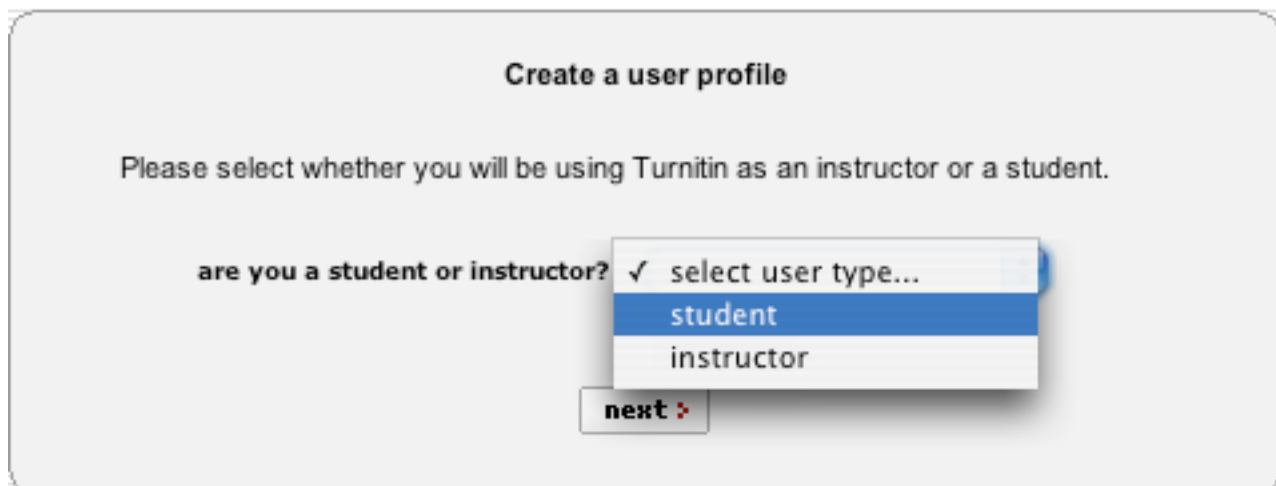 Create a user profile
Please select whether you will be using Turnitin as an instructor or a student.
are you a student or instructor? ✓ select user type...
student
instructor
next >